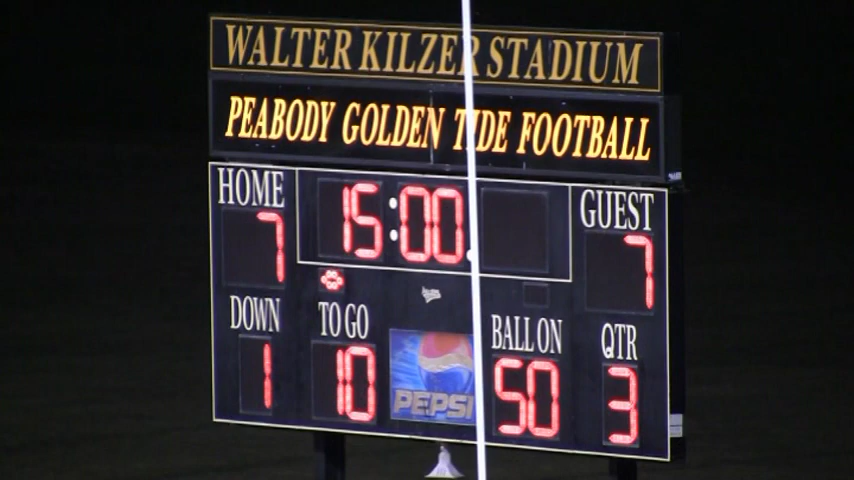 WALTER KILZER STADIUM
PEABODY GOLDEN TIDE FOOTBALL
HOME 15:00 GUEST
7 7
DOWN TO GO BALL ON QTR
1 10 PEPSI 50 3